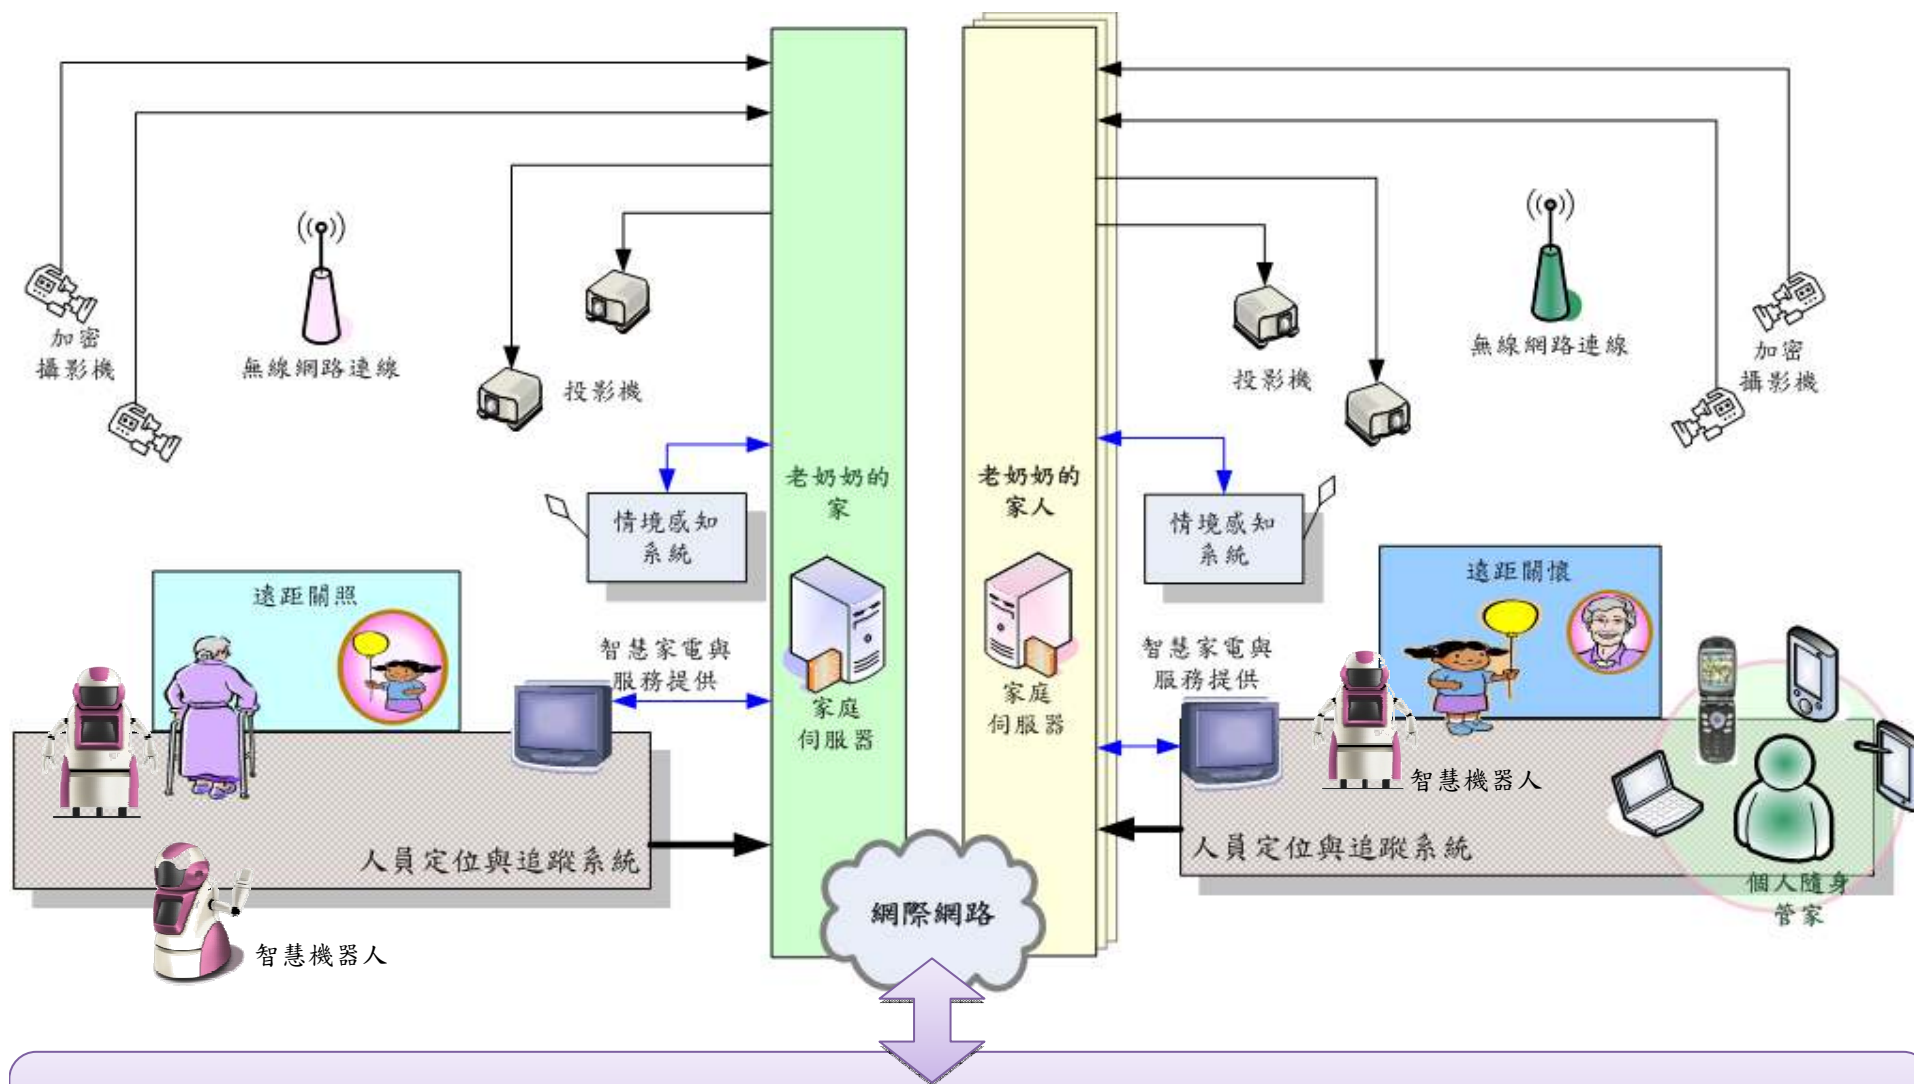 加密
攝影機
無線網路連線
投影機
情境感知
系統
老奶奶的
家
遠距關照
智慧家電與
服務提供
家庭
伺服器
人員定位與追蹤系統
智慧機器人
老奶奶的
家人
家庭
伺服器
網際網路
投影機
無線網路連線
加密
攝影機
情境感知
系統
遠距關懷
智慧家電與
服務提供
智慧機器人
人員定位與追蹤系統
個人隨身
管家